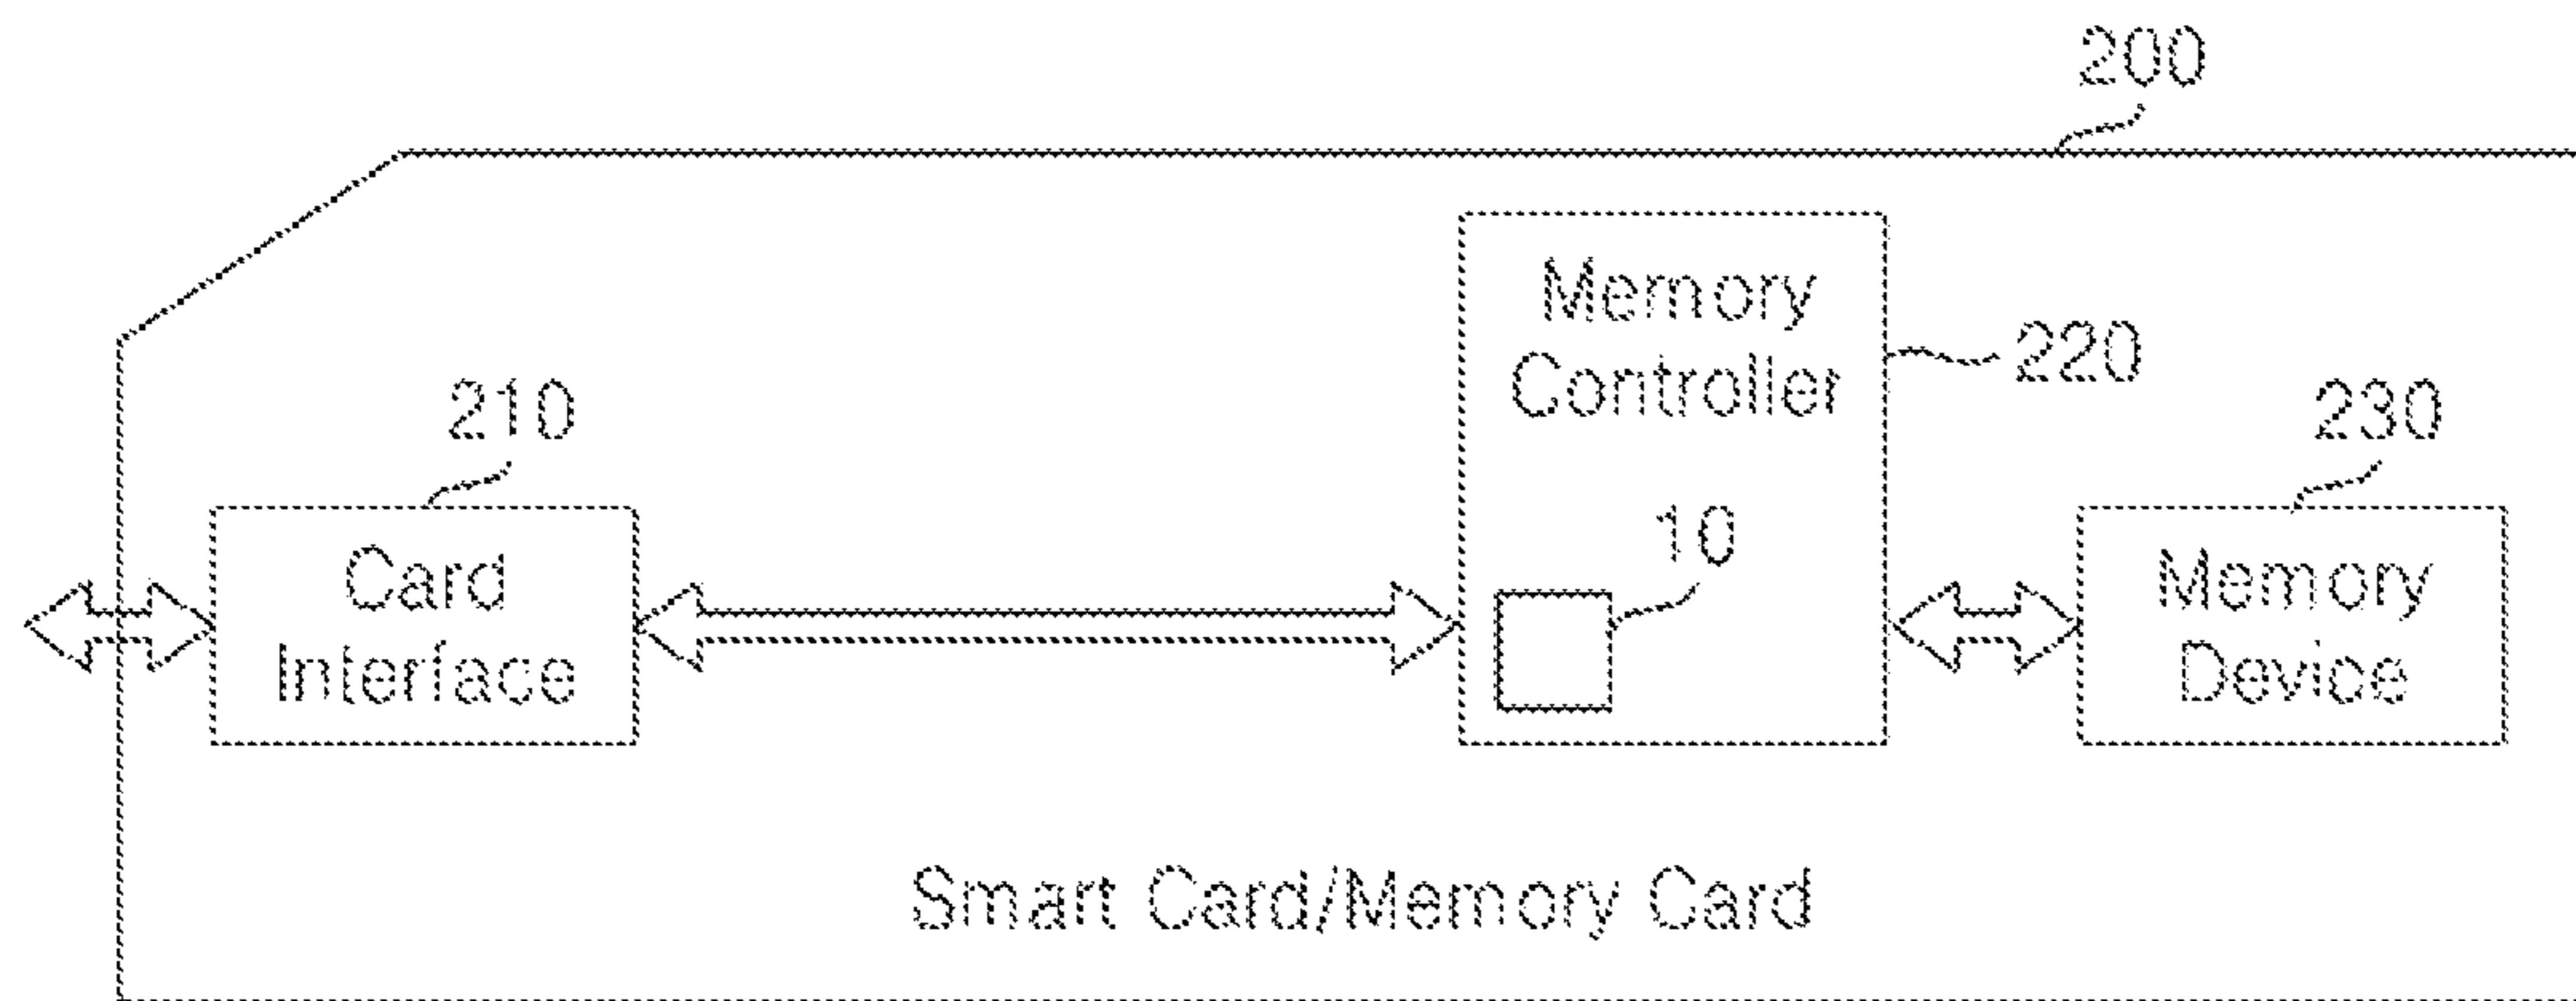 200
Memory
Controller
220
210
230
10
Card
Interface
Memory
Device
Smart Card/Memory Card